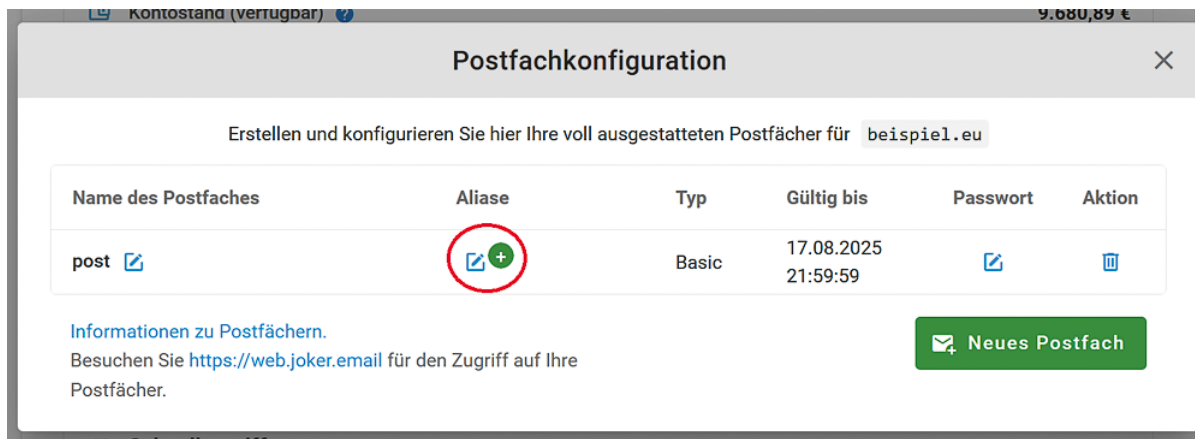 Kontostand (verfügbar) ? 9.680,89 €
Postfachkonfiguration
Erstellen und konfigurieren Sie hier Ihre voll ausgestatteten Postfächer für beispiel.eu
Name des Postfaches Aliase Typ Gültig bis Passwort Aktion
post Basic 17.08.2025
21:59:59
Informationen zu Postfächern.
Besuchen Sie https://web.joker.email für den Zugriff auf Ihre
Postfächer.
Neues Postfach